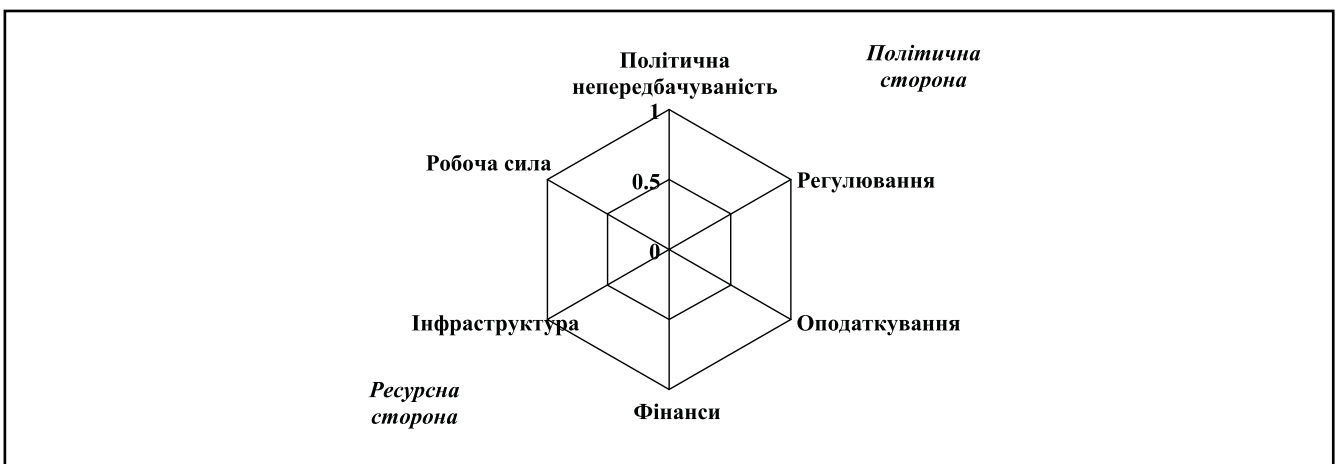 Політична
непередбачуваність
Політична
сторона
1
Робоча сила
0.5
Регулювання
0
Інфраструктура
Оподаткування
Ресурсна
сторона
Фінанси